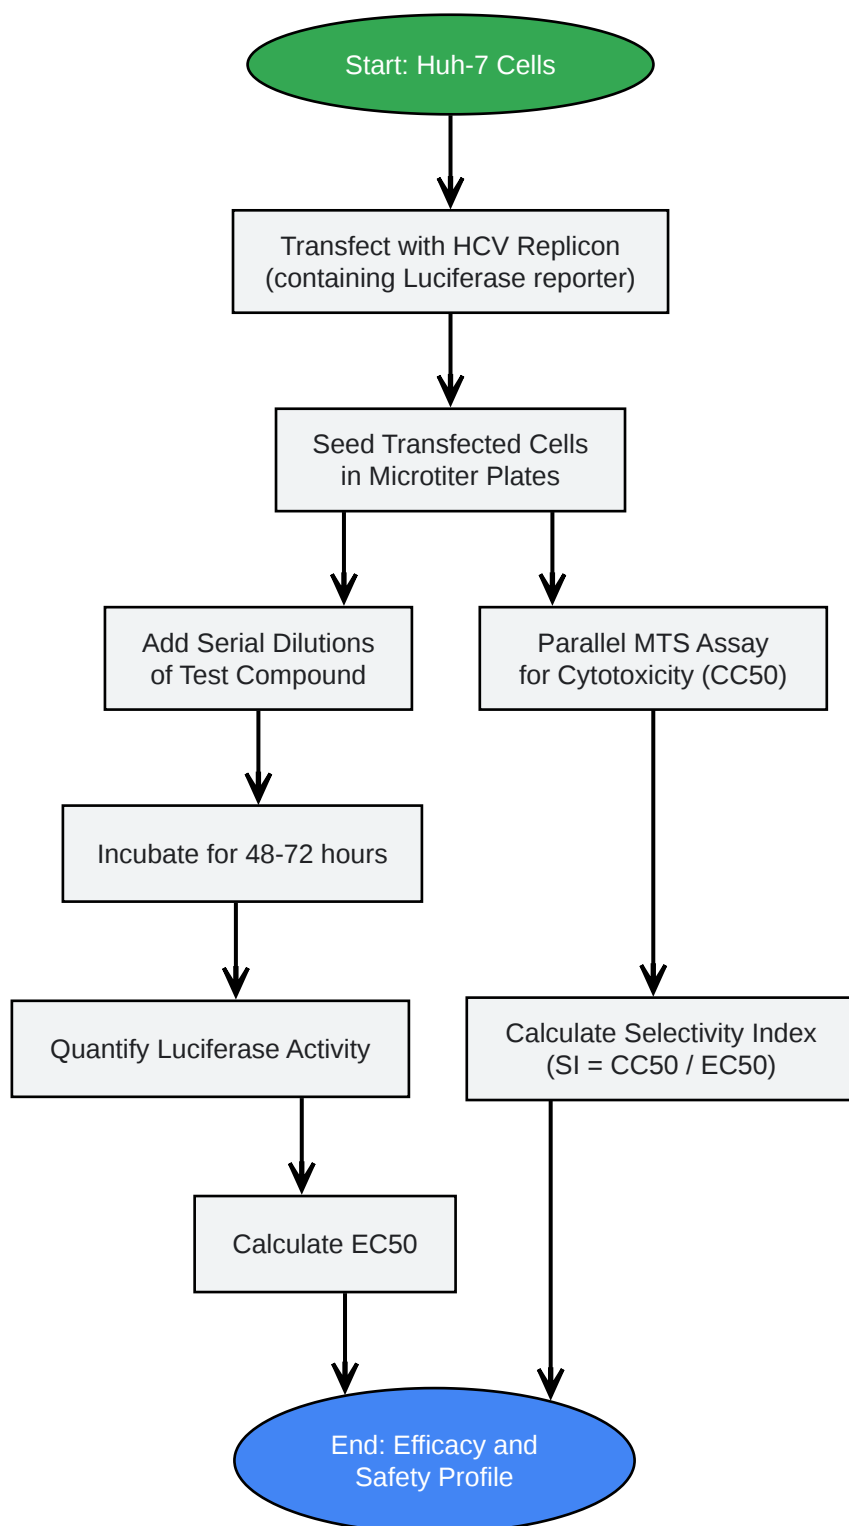 Start: Huh-7 Cells
Transfect with HCV Replicon
(containing Luciferase reporter)
Seed Transfected Cells
in Microtiter Plates
Add Serial Dilutions
of Test Compound
Parallel MTS Assay
for Cytotoxicity (CC50)
Incubate for 48-72 hours
Quantify Luciferase Activity
Calculate Selectivity Index
(SI = CC50 / EC50)
Calculate EC50
End: Efficacy and
Safety Profile